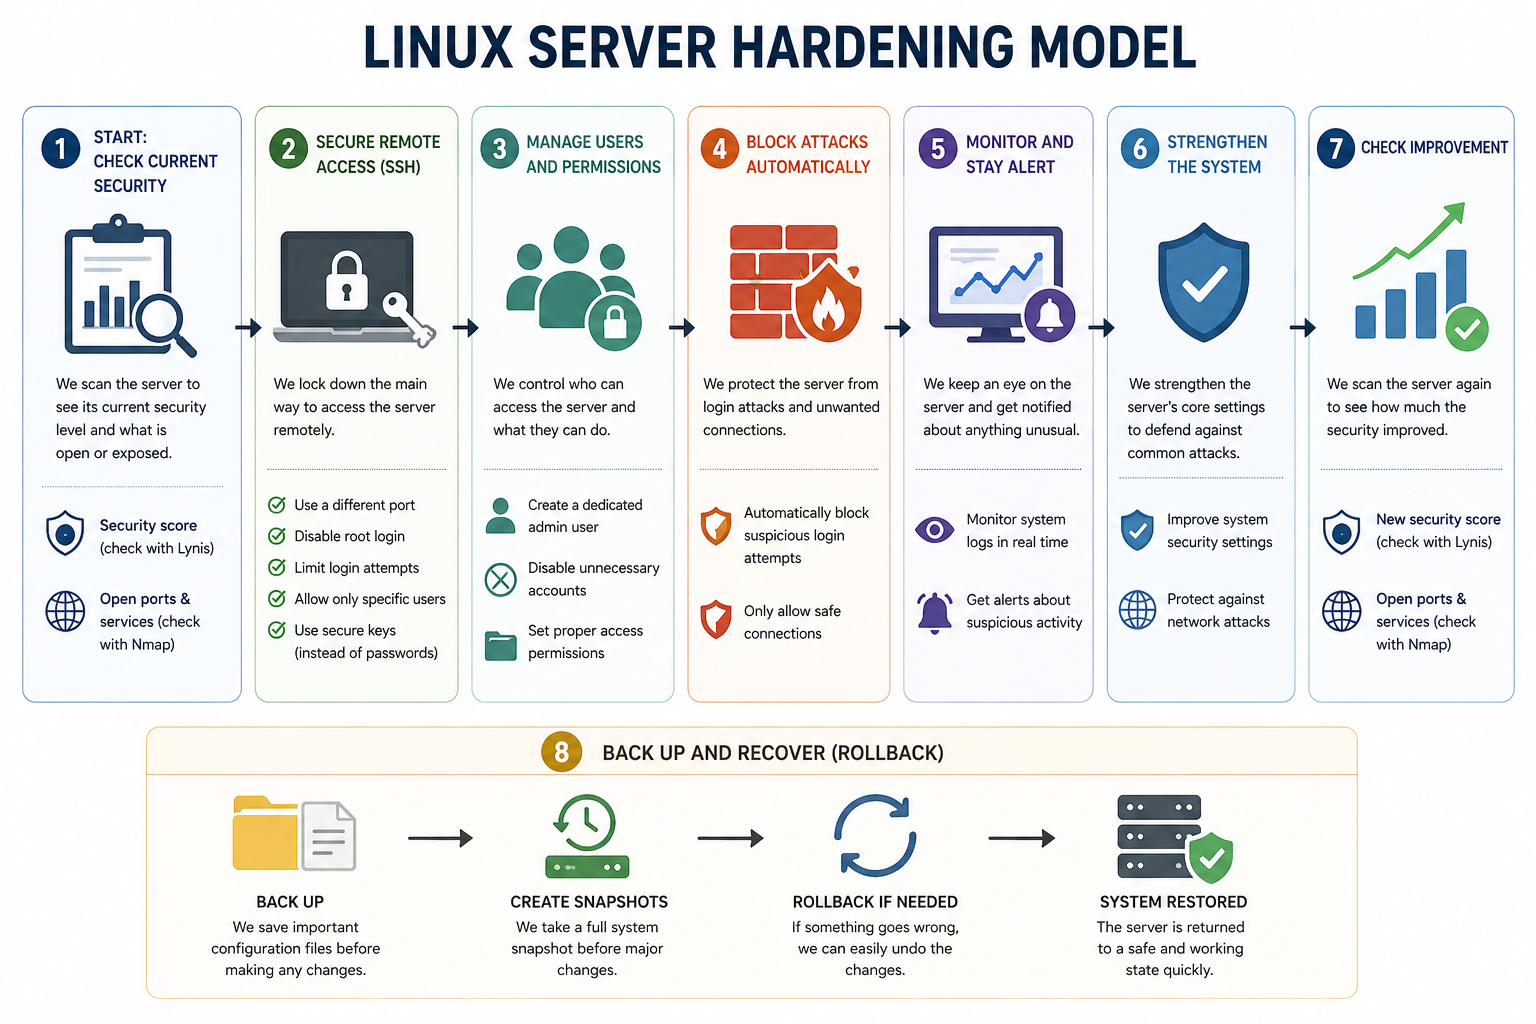 LINUX SERVER HARDENING MODEL
1
START:
CHECK CURRENT
SECURITY
We scan the server to
see its current security
level and what is
open or exposed.
Security score
(check with Lynis)
Open ports &
services (check
with Nmap)
2
SECURE REMOTE
ACCESS (SSH)
We lock down the main
way to access the server
remotely.
Use a different port
Disable root login
Limit login attempts
Allow only specific users
Use secure keys
(instead of passwords)
3
MANAGE USERS
AND PERMISSIONS
We control who can
access the server and
what they can do.
Create a dedicated
admin user
Disable unnecessary
accounts
Set proper access
permissions
4
BLOCK ATTACKS
AUTOMATICALLY
We protect the server from
login attacks and unwanted
connections.
Automatically block
suspicious login
attempts
Only allow safe
connections
5
MONITOR AND
STAY ALERT
We keep an eye on the
server and get notified
about anything unusual.
Monitor system
logs in real time
Get alerts about
suspicious activity
6
STRENGTHEN
THE SYSTEM
We strengthen the
server's core settings
to defend against
common attacks.
Improve system
security settings
Protect against
network attacks
7
CHECK IMPROVEMENT
We scan the server again
to see how much the
security improved.
New security score
(check with Lynis)
Open ports &
services (check
with Nmap)
8
BACK UP AND RECOVER (ROLLBACK)
BACK UP
We save important
configuration files before
making any changes.
CREATE SNAPSHOTS
We take a full system
snapshot before major
changes.
ROLLBACK IF NEEDED
If something goes wrong,
we can easily undo the
changes.
SYSTEM RESTORED
The server is returned
to a safe and working
state quickly.